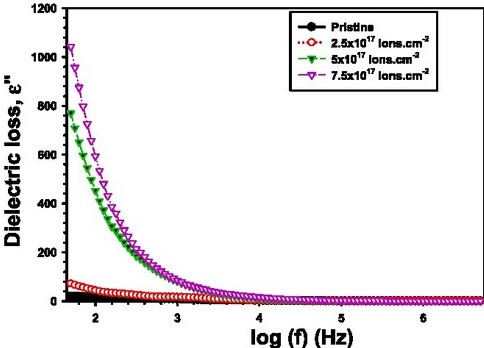 Dielectric loss, ε"
1200
1000
800
600
400
200
0
2
3
4
5
6
log (f) (Hz)
Pristine
2.5x10¹⁷ Ions.cm⁻²
5x10¹⁷ Ions.cm⁻²
7.5x10¹⁷ Ions.cm⁻²